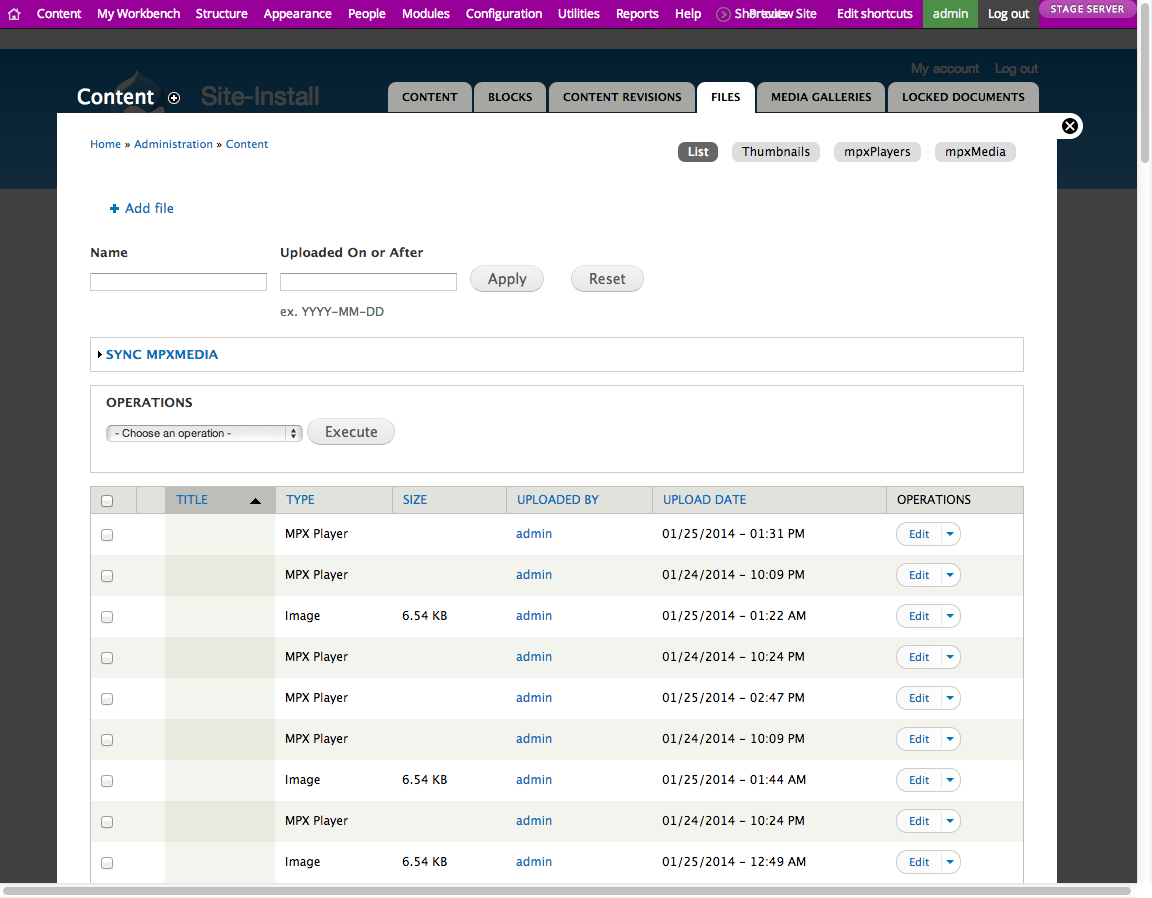 Content My Workbench Structure Appearance People Modules Configuration Utilities Reports Help Preview Site Edit shortcuts admin Log out STAGE SERVER
My account Log out
Content Site-Install CONTENT BLOCKS CONTENT REVISIONS FILES MEDIA GALLERIES LOCKED DOCUMENTS
Home » Administration » Content
List Thumbnails mpxPlayers mpxMedia
+ Add file
Name Uploaded On or After
Apply Reset
ex. YYYY-MM-DD
SYNC MPXMEDIA
OPERATIONS
- Choose an operation - Execute
TITLE TYPE SIZE UPLOADED BY UPLOAD DATE OPERATIONS
MPX Player admin 01/25/2014 - 01:31 PM Edit
MPX Player admin 01/24/2014 - 10:09 PM Edit
Image 6.54 KB admin 01/25/2014 - 01:22 AM Edit
MPX Player admin 01/24/2014 - 10:24 PM Edit
MPX Player admin 01/25/2014 - 02:47 PM Edit
MPX Player admin 01/24/2014 - 10:09 PM Edit
Image 6.54 KB admin 01/25/2014 - 01:44 AM Edit
MPX Player admin 01/24/2014 - 10:24 PM Edit
Image 6.54 KB admin 01/25/2014 - 12:49 AM Edit